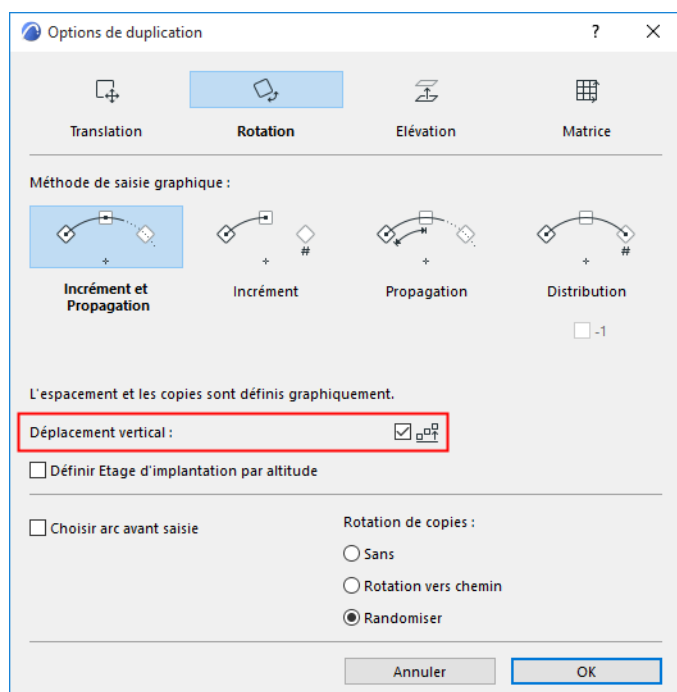 Options de duplication ?
Translation Rotation Elévation Matrice
Méthode de saisie graphique :
# #
Incrément et Incrément Propagation Distribution
Propagation
-1
L'espacement et les copies sont définis graphiquement.
Déplacement vertical :
Définir Etage d'implantation par altitude
Choisir arc avant saisie Rotation de copies :
Sans
Rotation vers chemin
Randomiser
Annuler OK